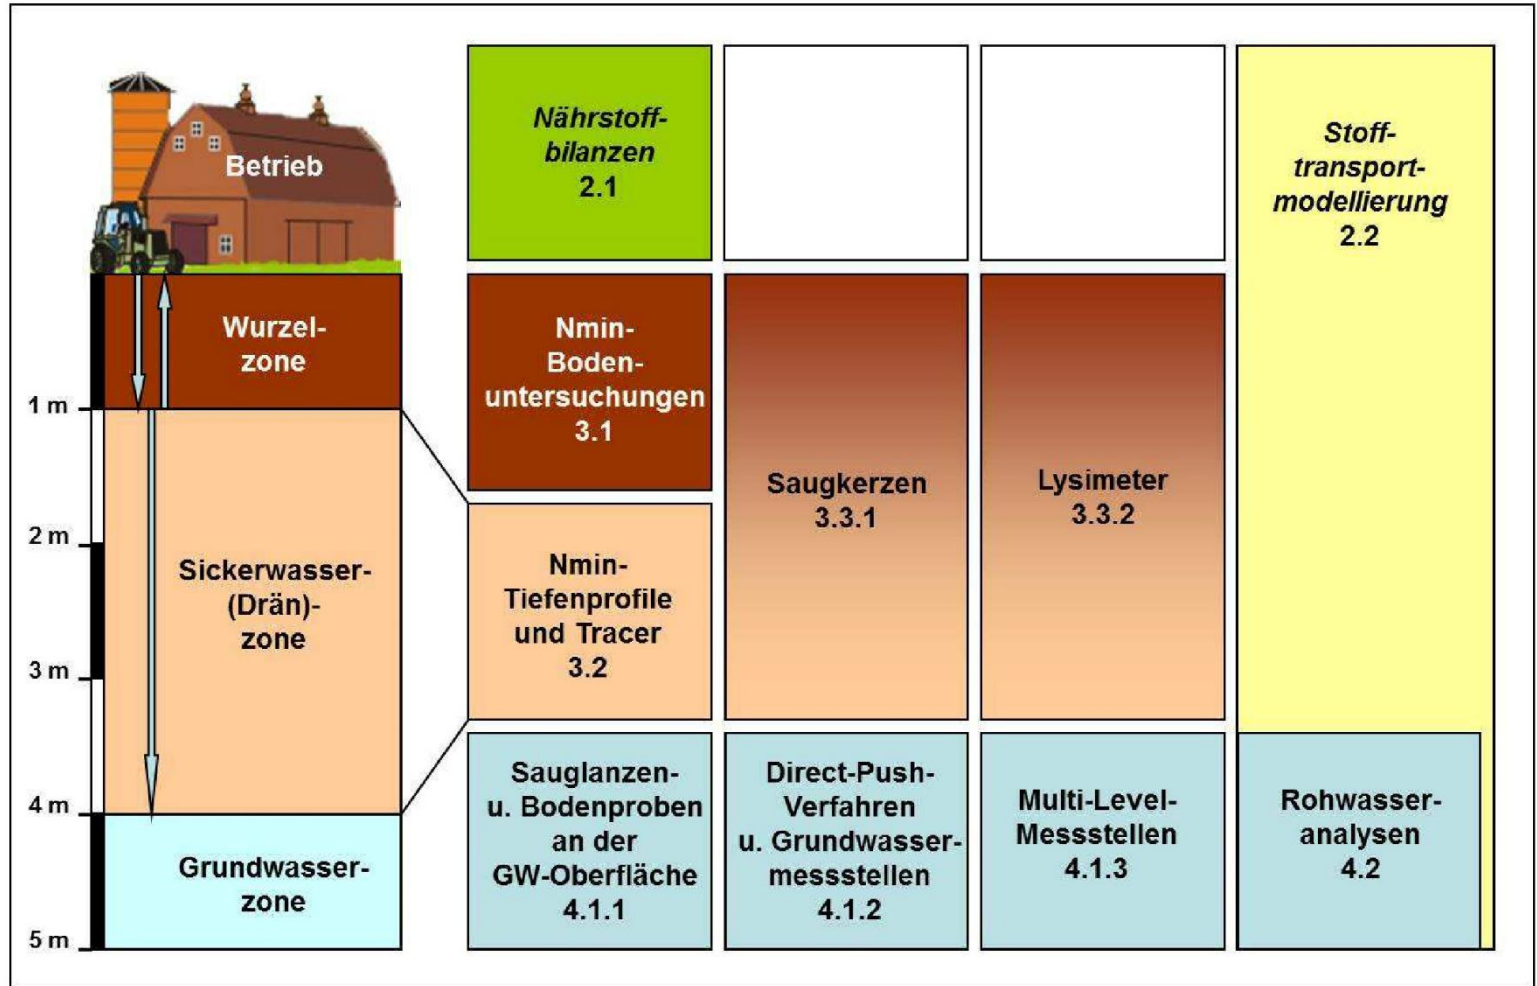 Betrieb
Wurzel-
zone
1 m
2 m
Sickerwasser-
(Drän)-
zone
3 m
4 m
Grundwasser-
zone
5 m
Nährstoff-
bilanzen
2.1
Nmin-
Boden-
untersuchungen
3.1
Nmin-
Tiefenprofile
und Tracer
3.2
Sauglanzen-
u. Bodenproben
an der
GW-Oberfläche
4.1.1
Saugkerzen
3.3.1
Direct-Push-
Verfahren
u. Grundwasser-
messstellen
4.1.2
Lysimeter
3.3.2
Multi-Level-
Messstellen
4.1.3
Stoff-
transport-
modellierung
2.2
Rohwasser-
analysen
4.2